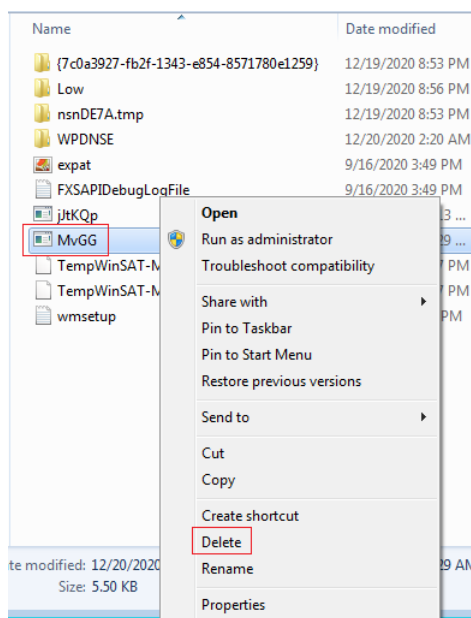 Name Date modified
{7c0a3927-fb2f-1343-e854-8571780e1259} 12/19/2020 8:53 PM
Low 12/19/2020 8:56 PM
nsnDE7A.tmp 12/19/2020 8:53 PM
WPDNSE 12/20/2020 2:20 AM
expat 9/16/2020 3:49 PM
FXSAPIDebugLogFile 9/16/2020 3:49 PM
jJtKQp
MvGG
TempWinSAT-M PM
TempWinSAT-M PM
wmsetup PM
Open
Run as administrator
Troubleshoot compatibility
Share with
Pin to Taskbar
Pin to Start Menu
Restore previous versions
Send to
Cut
Copy
Create shortcut
Delete
Rename
Properties
te modified: 12/20/2020
Size: 5.50 KB